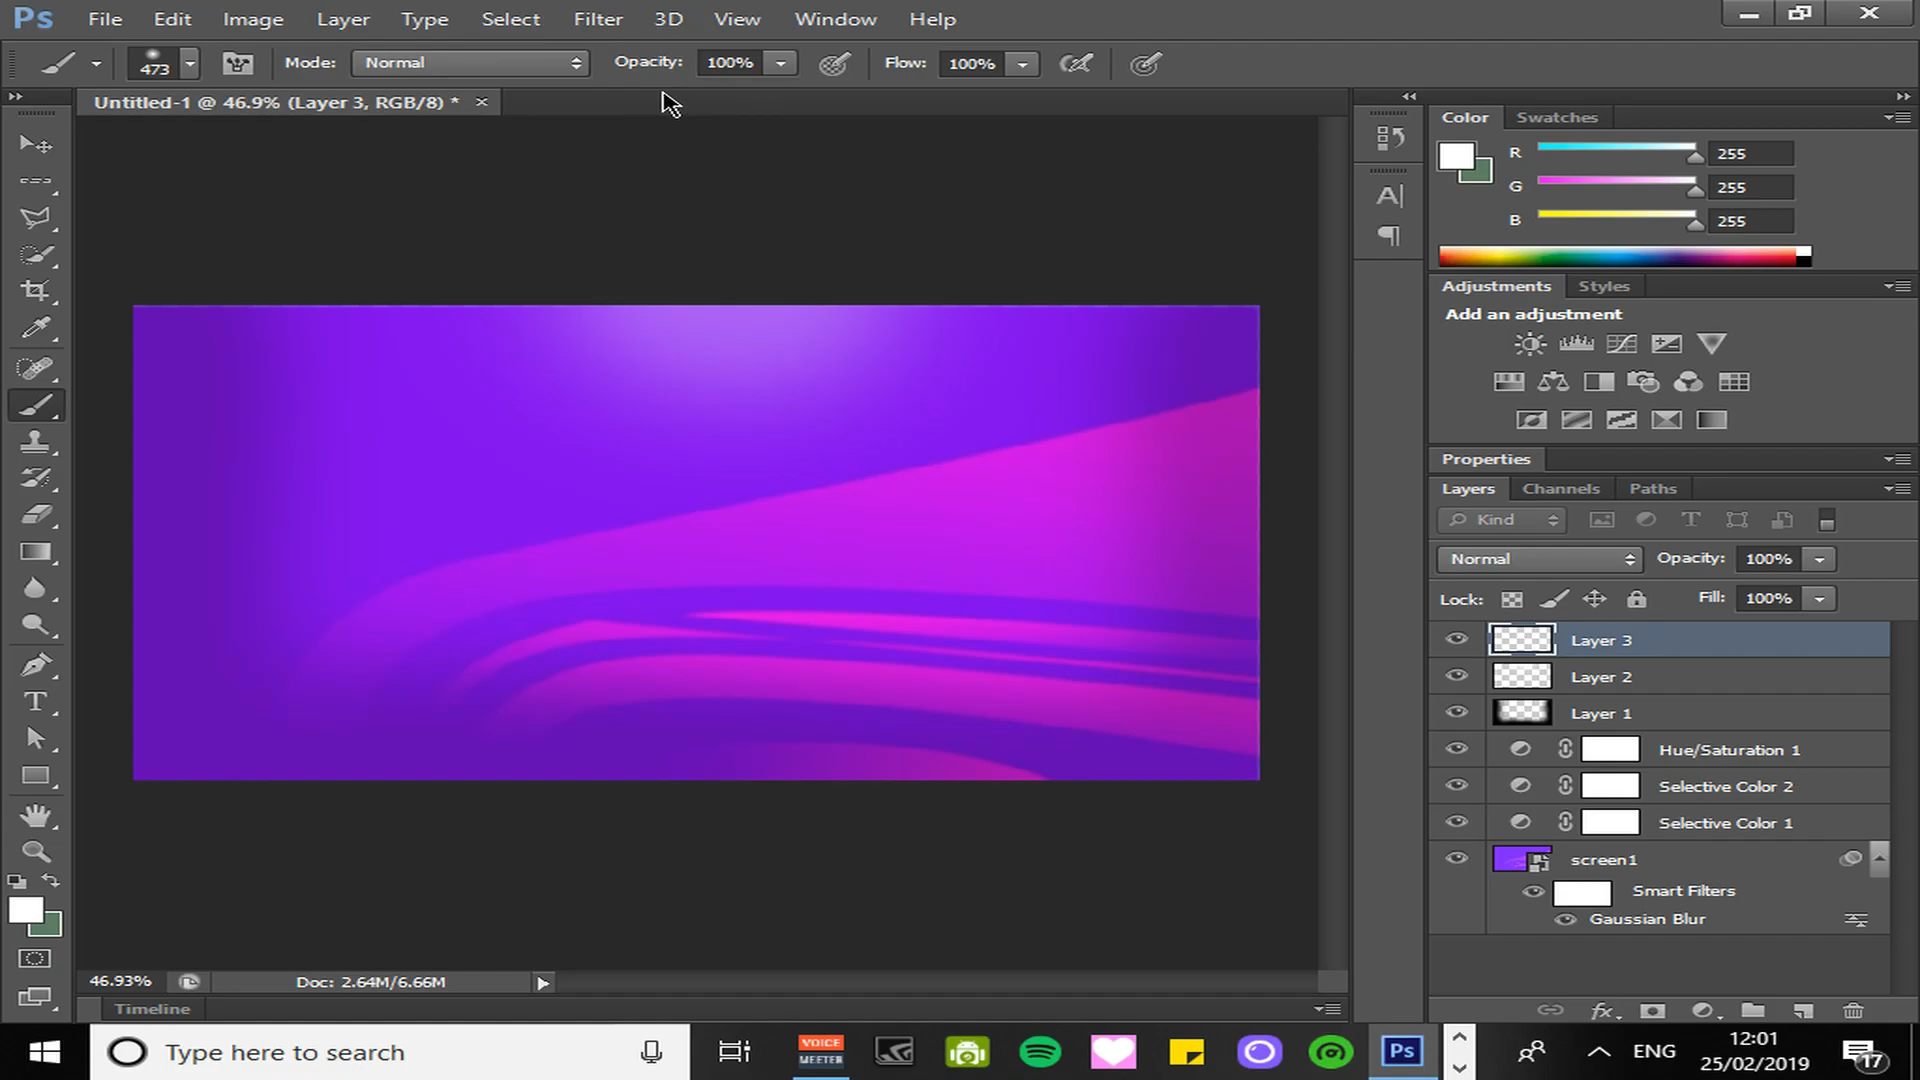 Ps File Edit Image Layer Type Select Filter 3D View Window Help
473 Mode: Normal Opacity: 100% Flow: 100%
Untitled-1 @ 46.9% (Layer 3, RGB/8) * ×
Color Swatches
R 255
G 255
B 255
Adjustments Styles
Add an adjustment
Properties
Layers Channels Paths
Kind
Normal Opacity: 100%
Lock: Fill: 100%
Layer 3
Layer 2
Layer 1
Hue/Saturation 1
Selective Color 2
Selective Color 1
screen1
Smart Filters
Gaussian Blur
46.93% Doc: 2.64M/6.66M
Timeline
Type here to search
VOICE
MEETER
Ps
ENG
12:01
25/02/2019
17